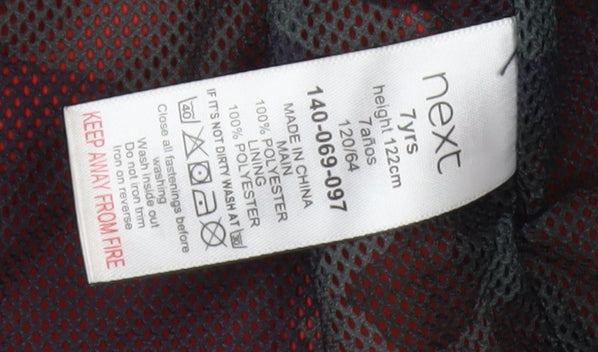 next
7yrs
height 122cm
7años
120/64
140-069-097
MADE IN CHINA
MAIN
100% POLYESTER
LINING
100% POLYESTER
IF IT'S NOT DIRTY WASH AT 30
40
Close all fastenings before
washing
Wash inside out
Do not iron trim
Iron on reverse
KEEP AWAY FROM FIRE